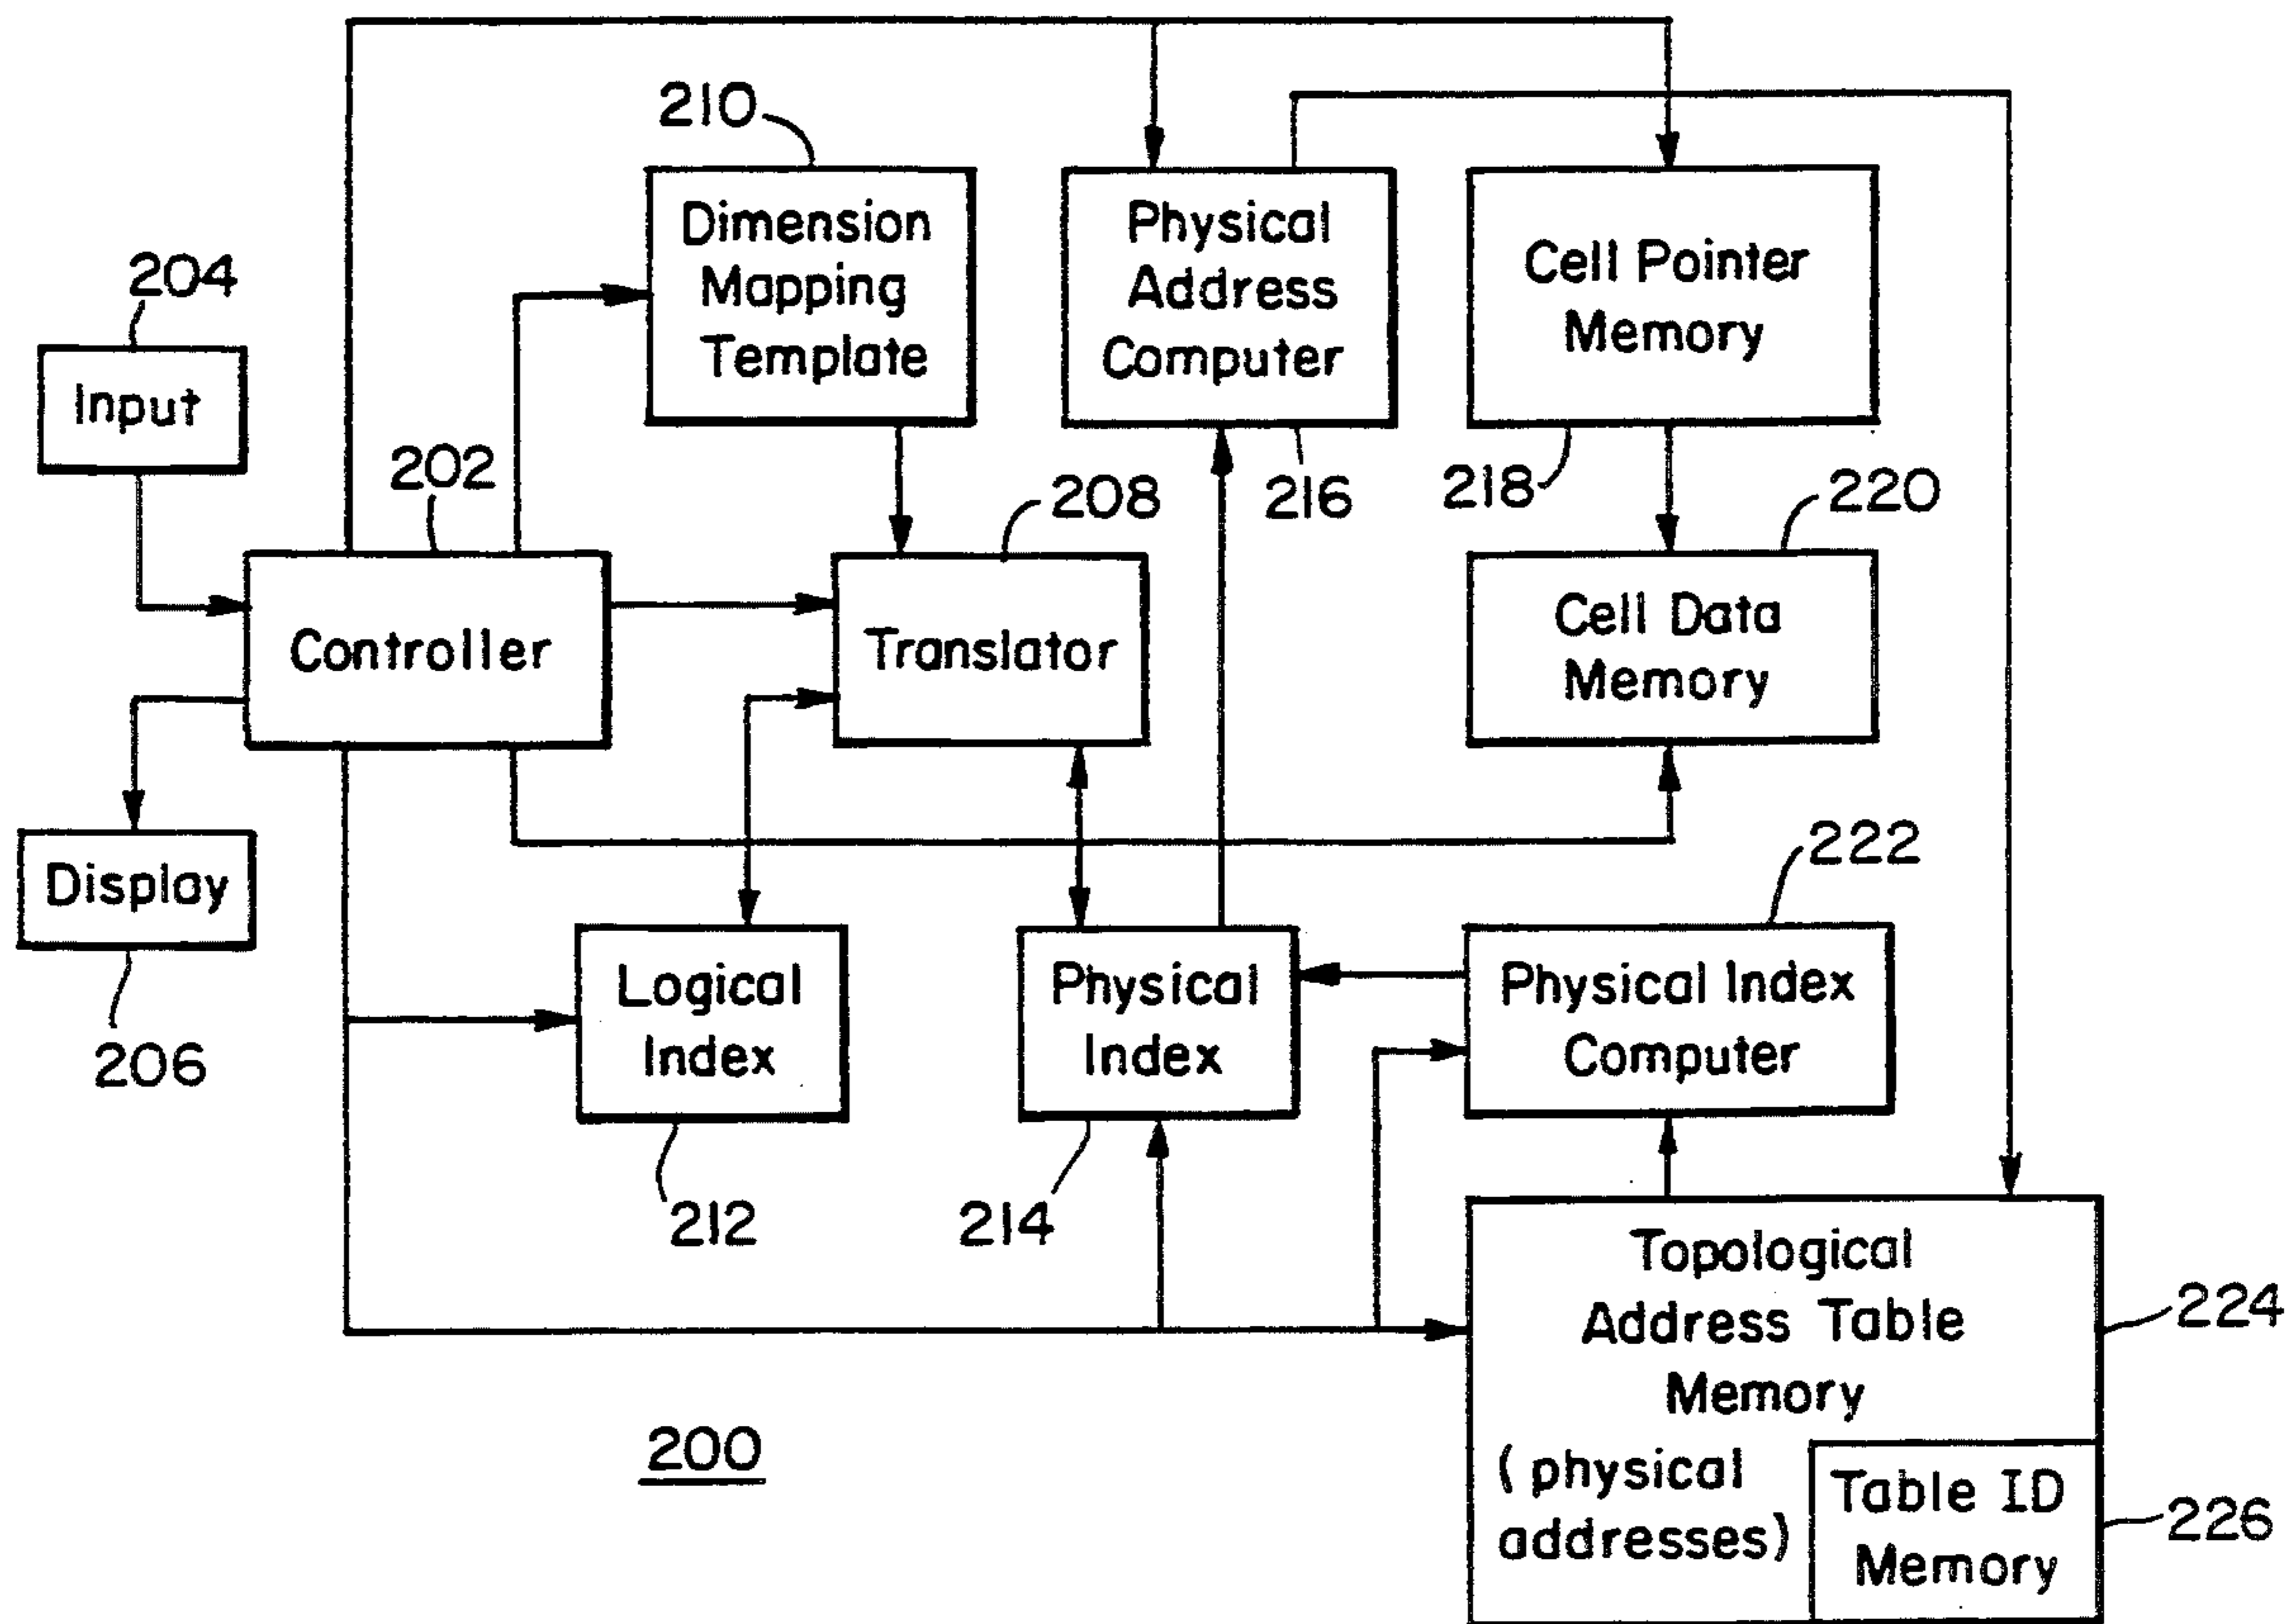 210
Dimension
Mapping
Template
Physical
Address
Computer
Cell Pointer
Memory
204
Input
202
208
216
218
220
Controller
Translator
Cell Data
Memory
Display
206
222
Logical
Index
Physical
Index
Physical Index
Computer
212
214
Topological
Address Table
Memory
(physical
addresses)
224
Table ID
Memory
226
200